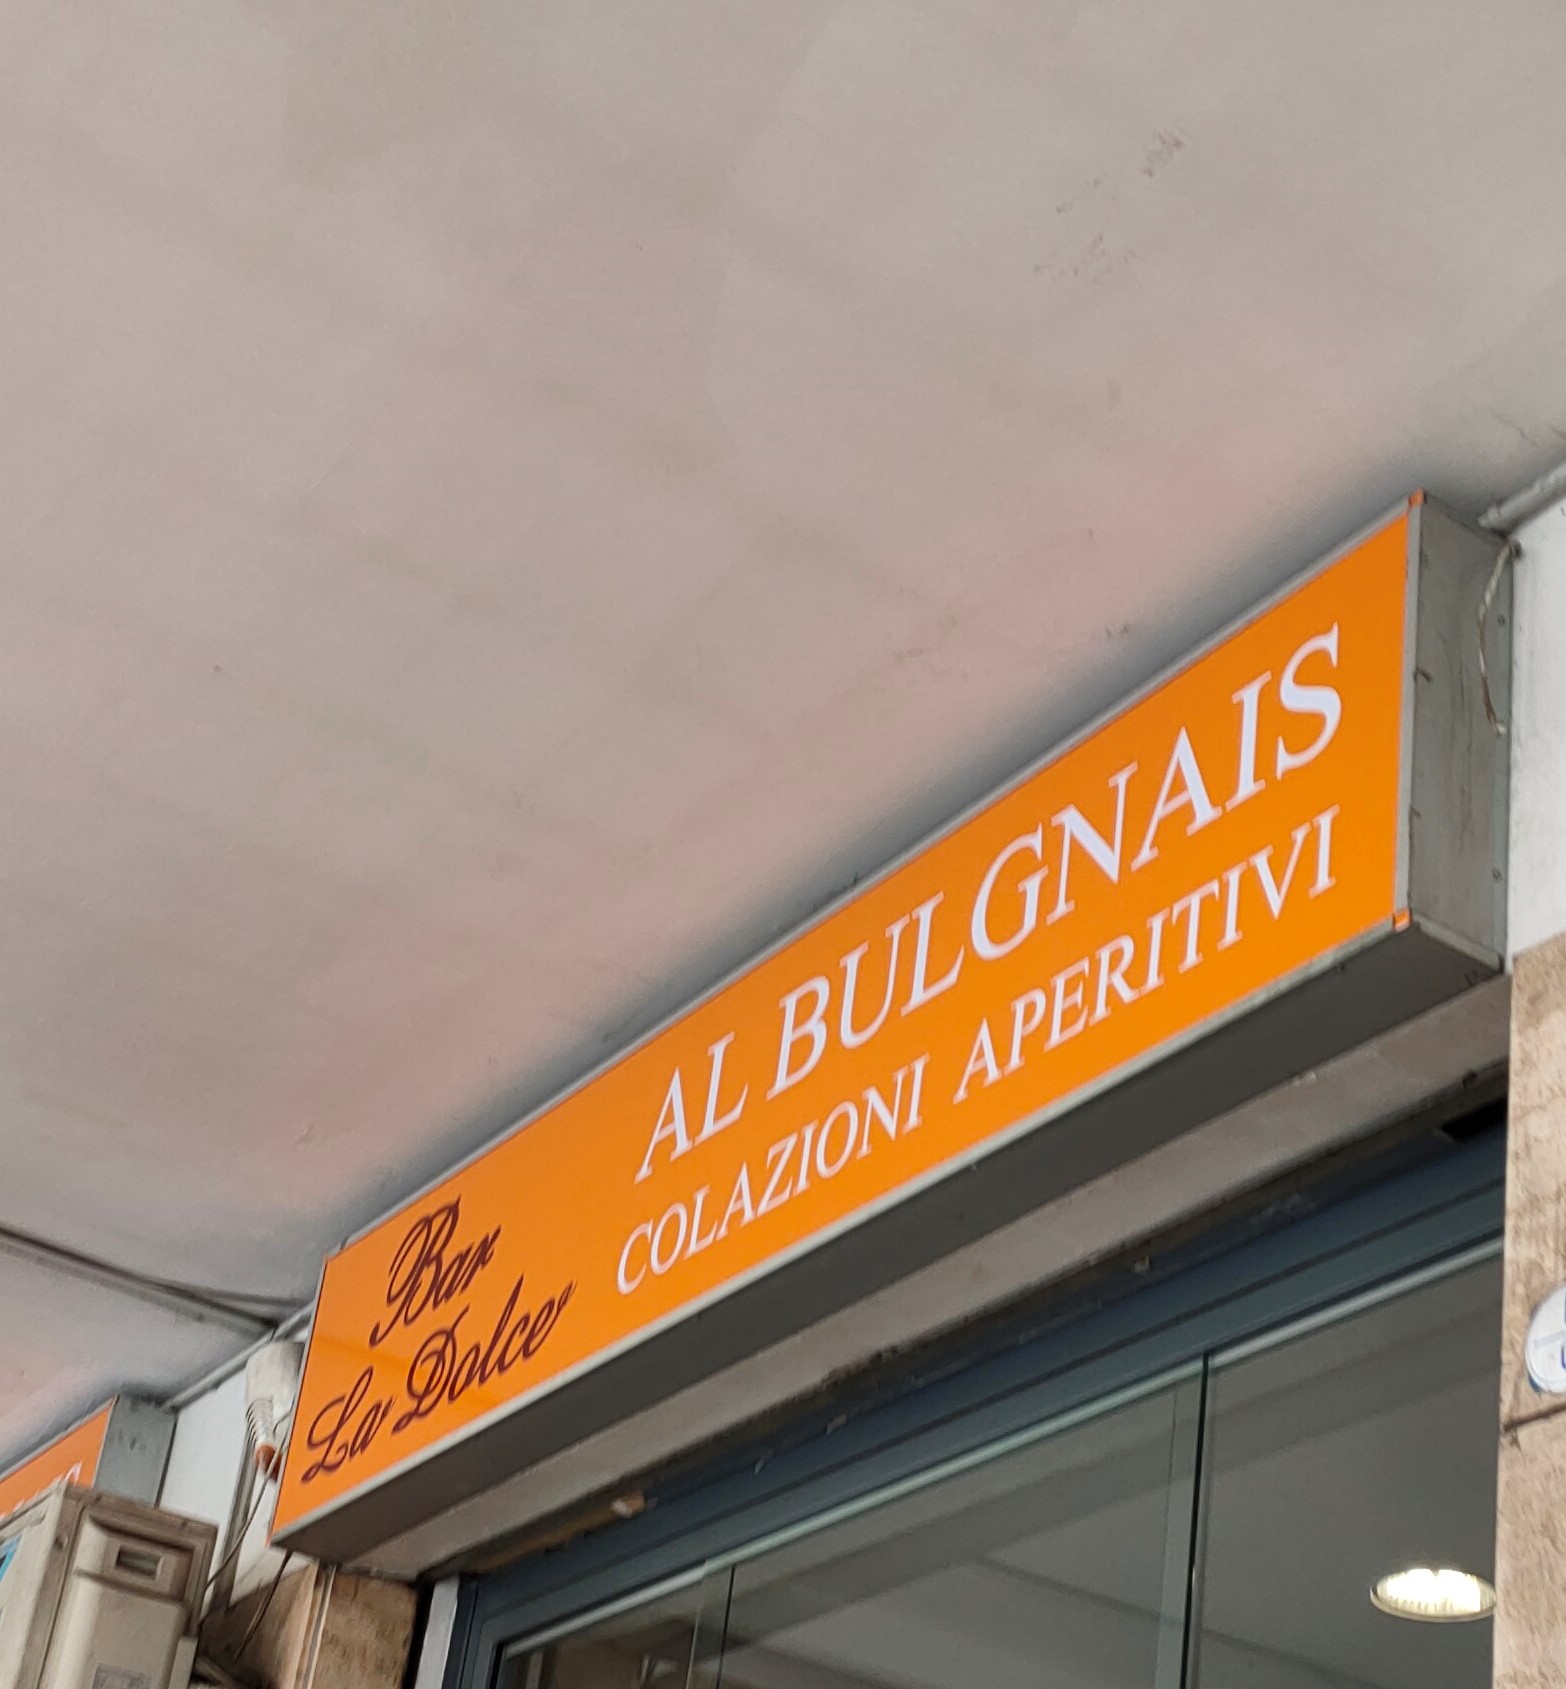 Bar
La Dolce
AL BULGNAIS
COLAZIONI APERITIVI